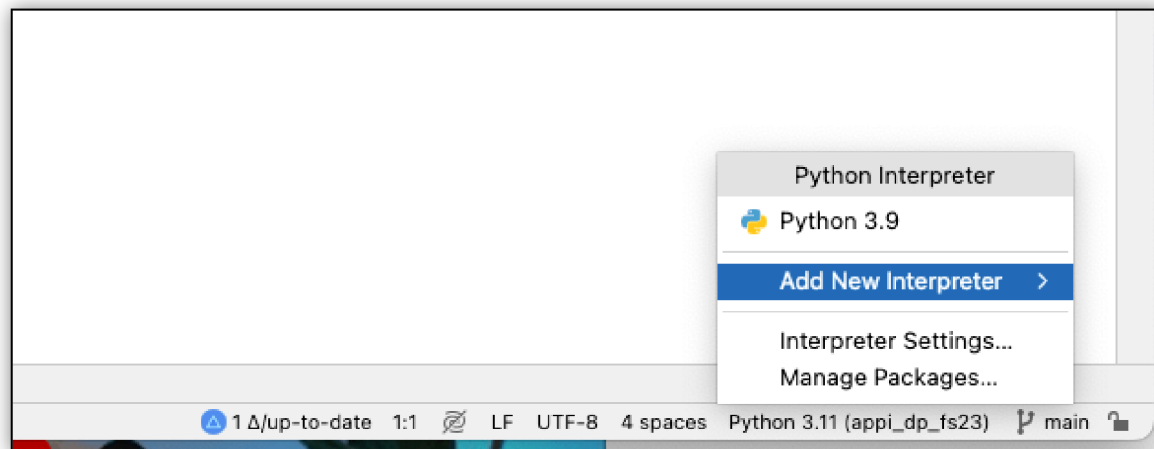 Python Interpreter
Python 3.9
Add New Interpreter >
Interpreter Settings...
Manage Packages...
1 Δ/up-to-date 1:1 LF UTF-8 4 spaces Python 3.11 (appi_dp_fs23) main